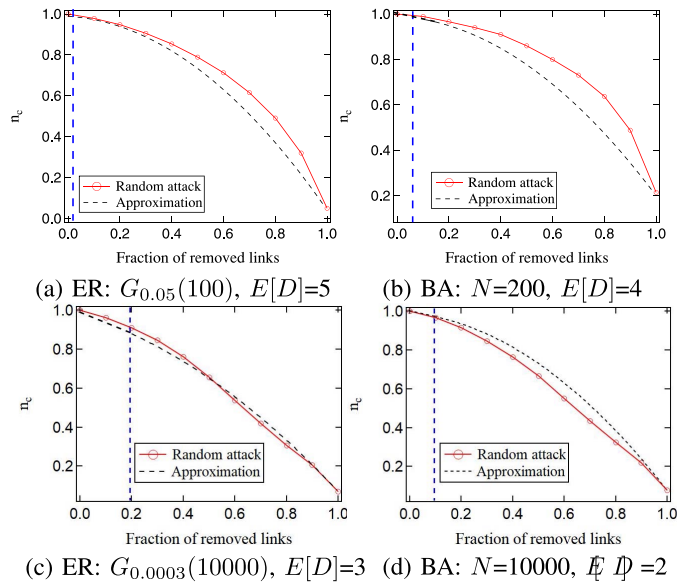 1.0
0.8
0.6
0.4
0.2
0.0
n_c
Random attack
Approximation
0.0 0.2 0.4 0.6 0.8 1.0
Fraction of removed links
(a) ER: G_{0.05}(100), E[D]=5
1.0
0.8
0.6
0.4
0.2
n_c
Random attack
Approximation
0.0 0.2 0.4 0.6 0.8 1.0
Fraction of removed links
(b) BA: N=200, E[D]=4
1.0
0.8
0.6
0.4
0.2
n_c
Random attack
Approximation
0.0 0.2 0.4 0.6 0.8 1.0
Fraction of removed links
(c) ER: G_{0.0003}(10000), E[D]=3
1.0
0.8
0.6
0.4
0.2
n_c
Random attack
Approximation
0.0 0.2 0.4 0.6 0.8 1.0
Fraction of removed links
(d) BA: N=10000, E[D]=2